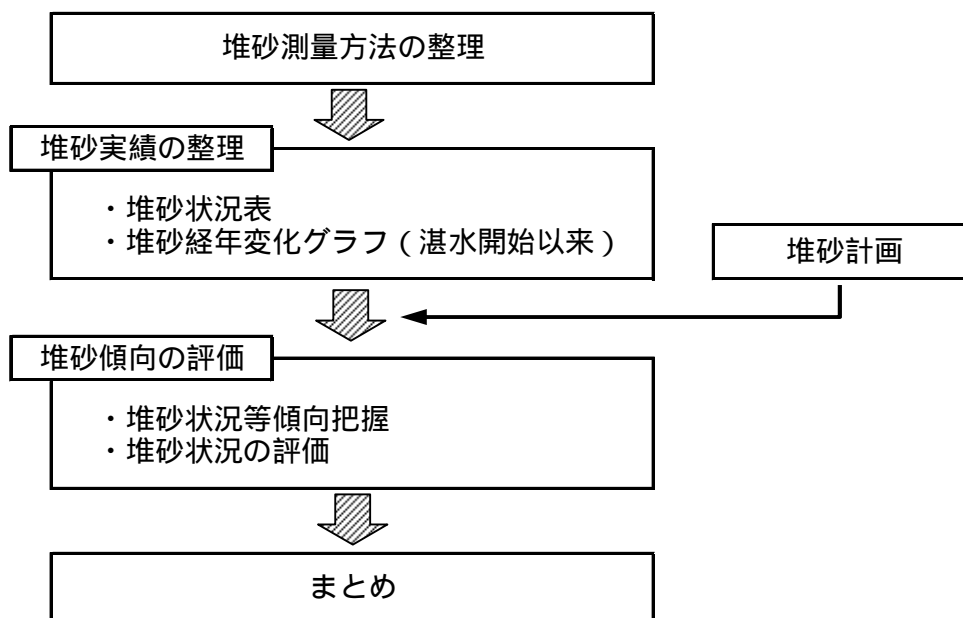 堆砂測量方法の整理
堆砂実績の整理
・堆砂状況表
・堆砂経年変化グラフ（湛水開始以来）
堆砂計画
堆砂傾向の評価
・堆砂状況等傾向把握
・堆砂状況の評価
まとめ